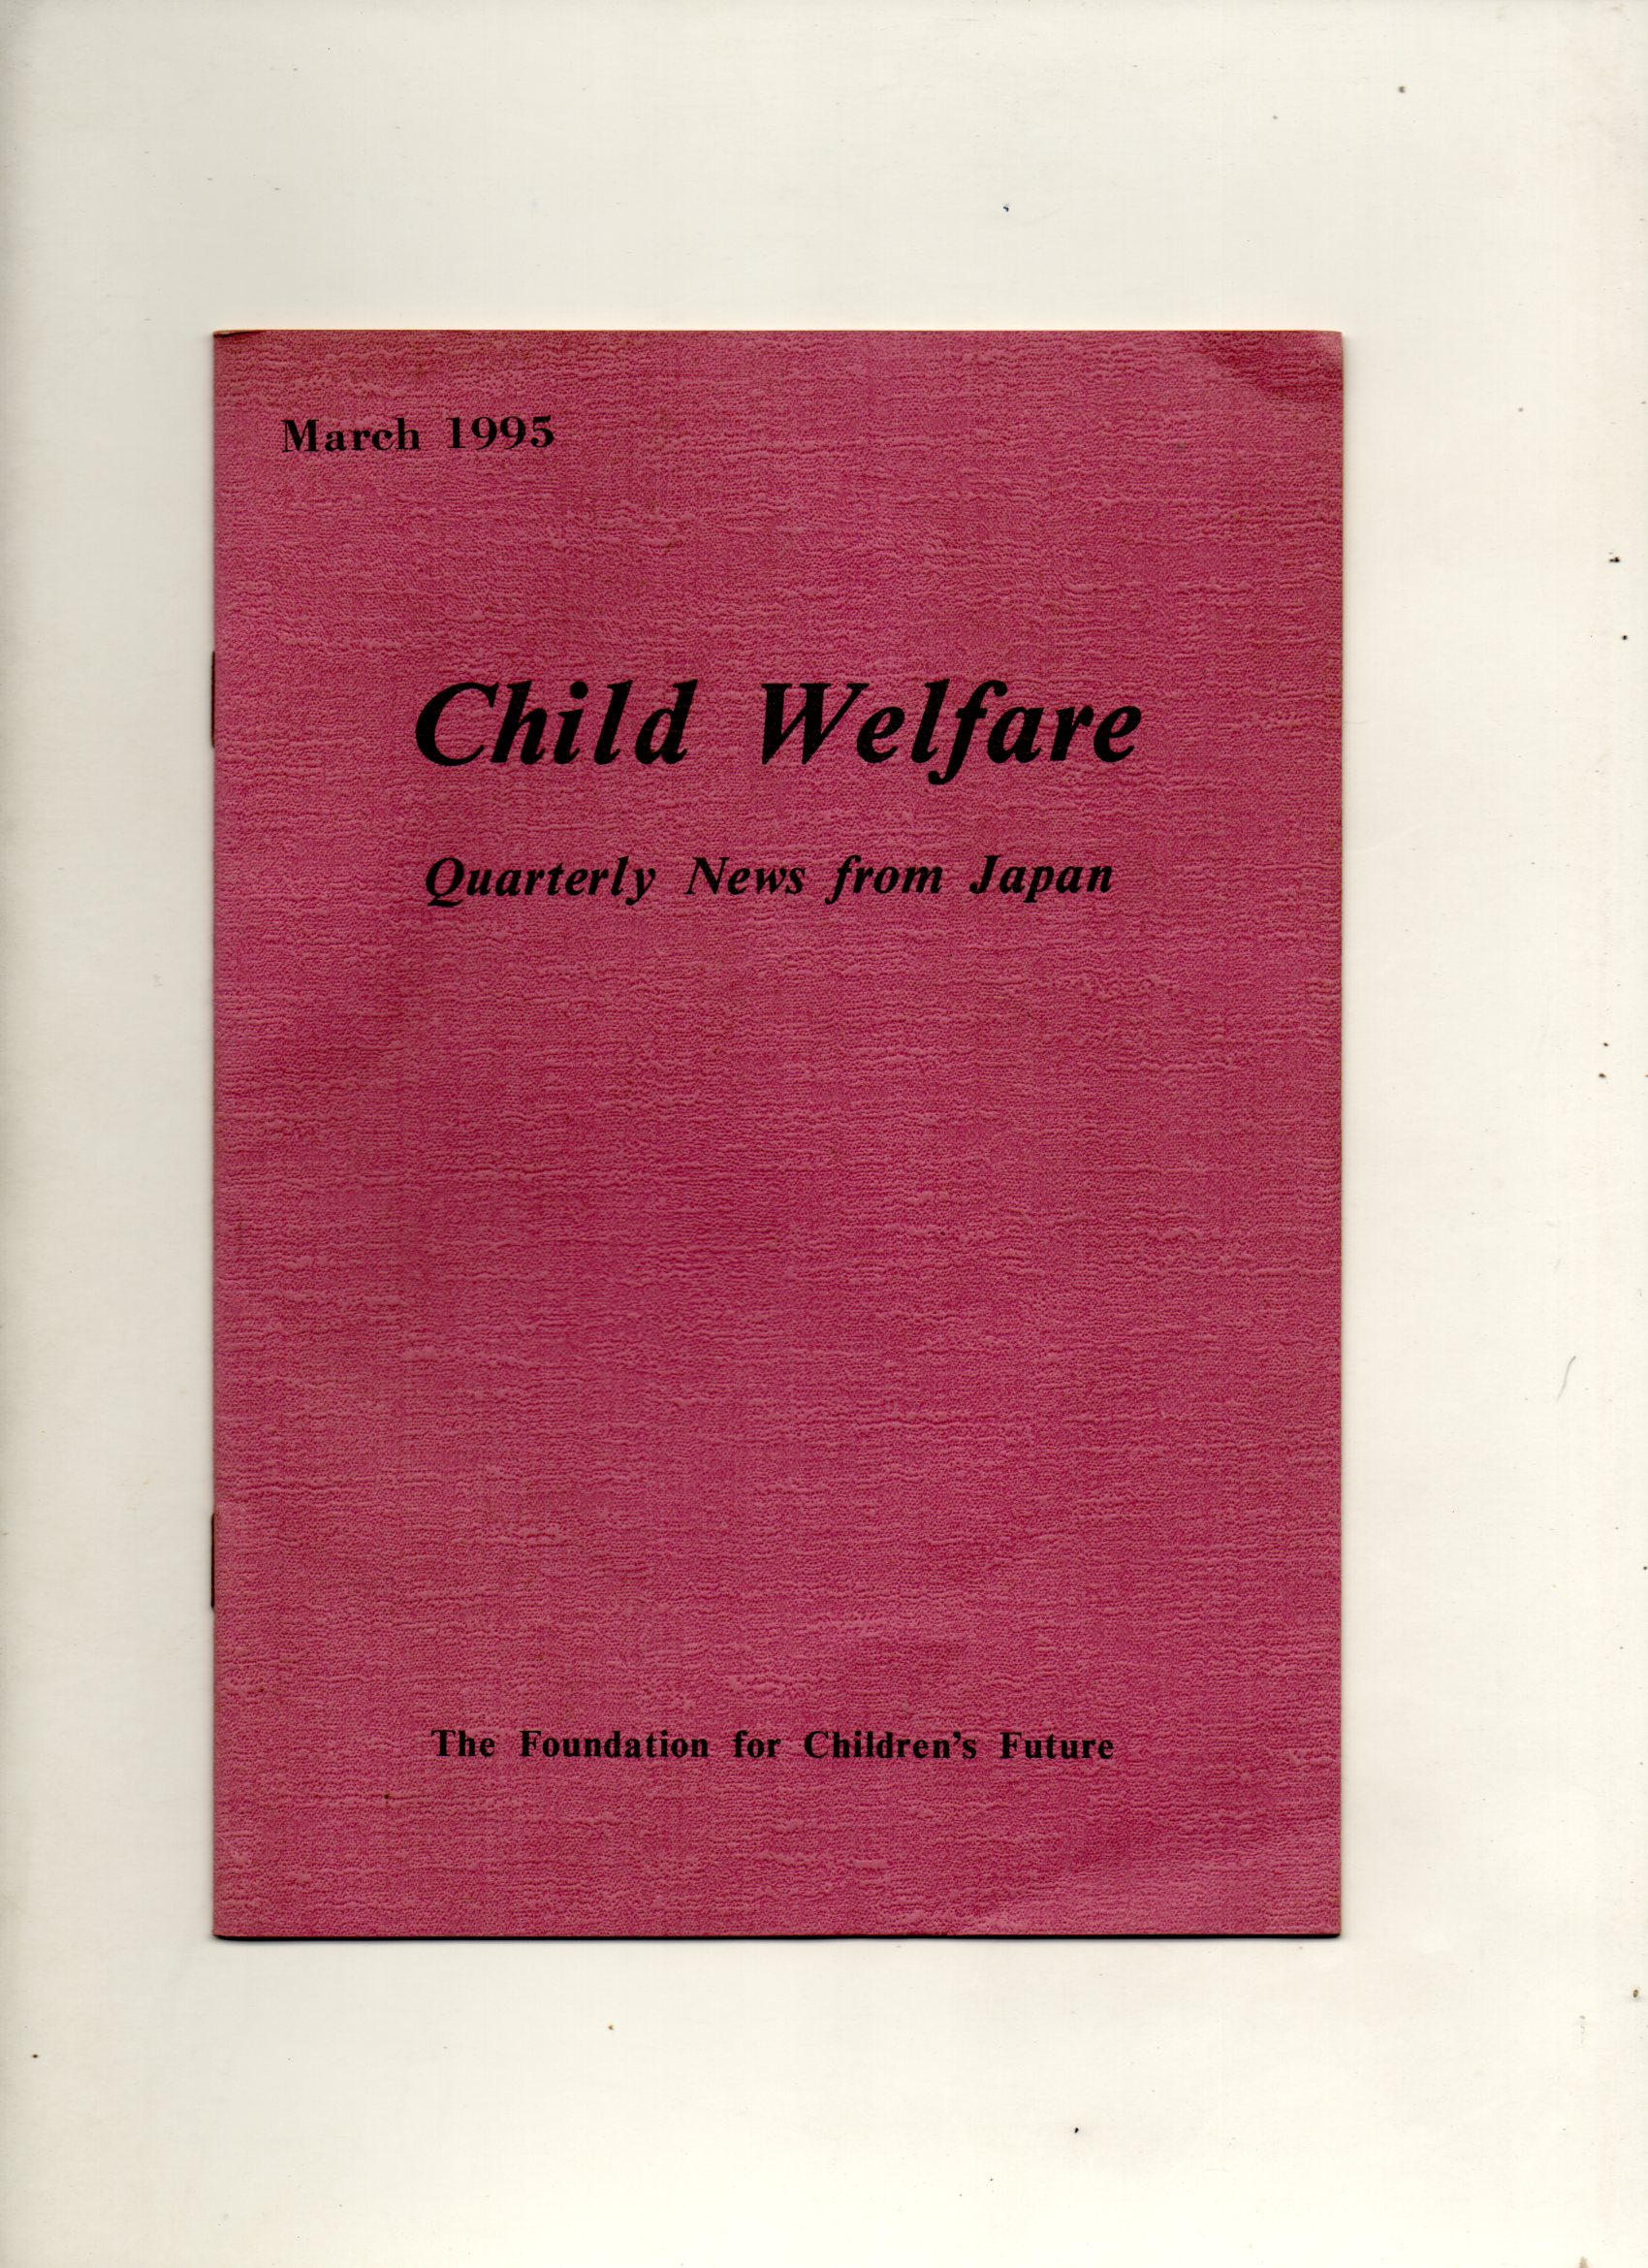 March 1995
Child Welfare
Quarterly News from Japan
The Foundation for Children's Future